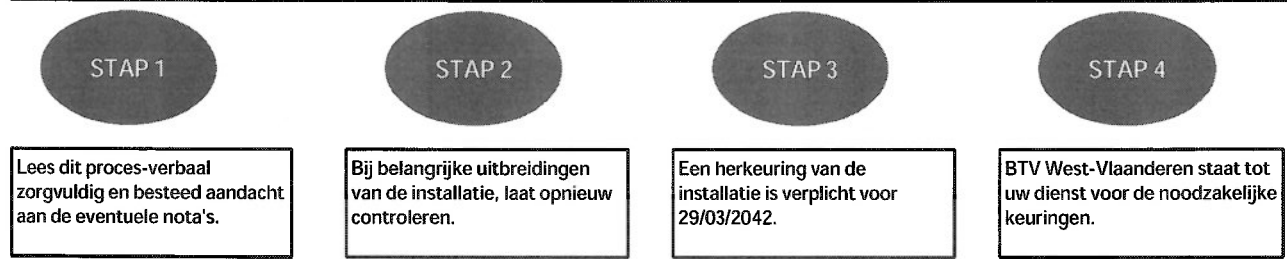 STAP 1
Lees dit proces-verbaal
zorgvuldig en besteed aandacht
aan de eventuele nota's.
STAP 2
Bij belangrijke uitbreidingen
van de installatie, laat opnieuw
controleren.
STAP 3
Een herkeuring van de
installatie is verplicht voor
29/03/2042.
STAP 4
BTV West-Vlaanderen staat tot
uw dienst voor de noodzakelijke
keuringen.